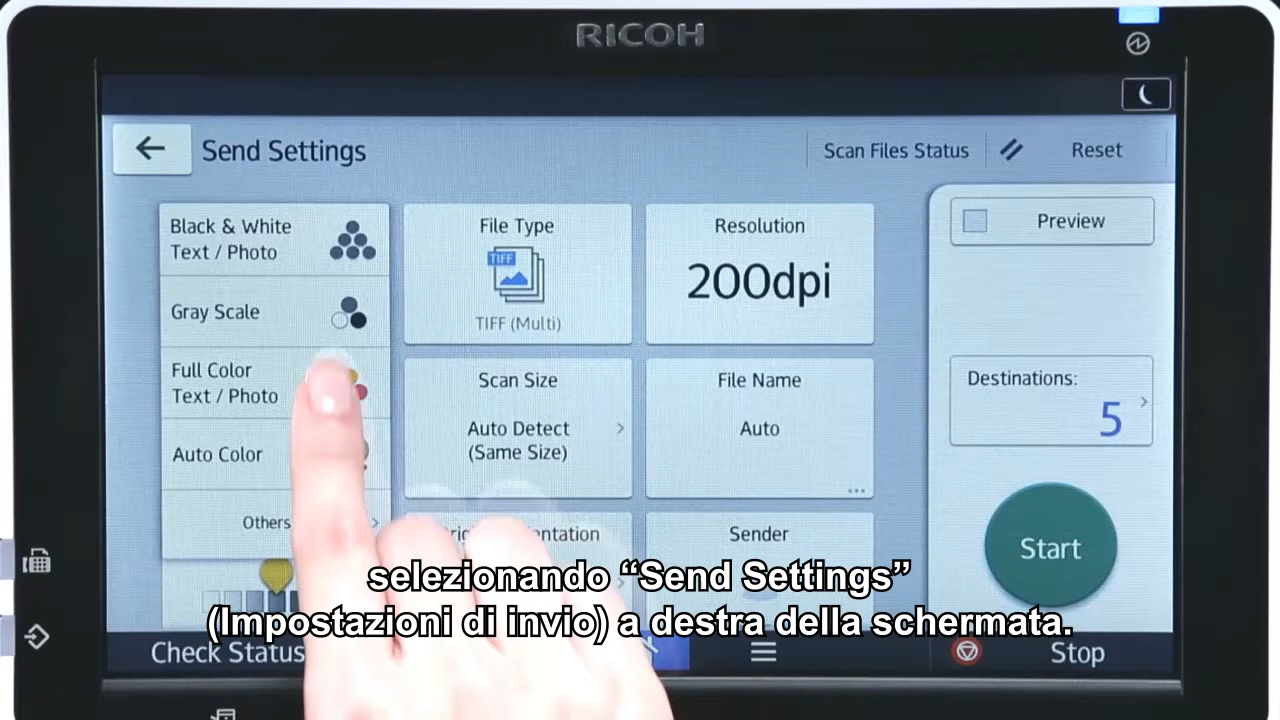 RICOH
Send Settings
Scan Files Status
Reset
Black & White
Text / Photo
Gray Scale
Full Color
Text / Photo
Auto Color
Others
File Type
TIFF
TIFF (Multi)
Resolution
200dpi
Scan Size
Auto Detect
(Same Size)
File Name
Auto
Sender
Preview
Destinations:
5
Start
selezionando “Send Settings”
(Impostazioni di invio) a destra della schermata.
Check Status
Stop